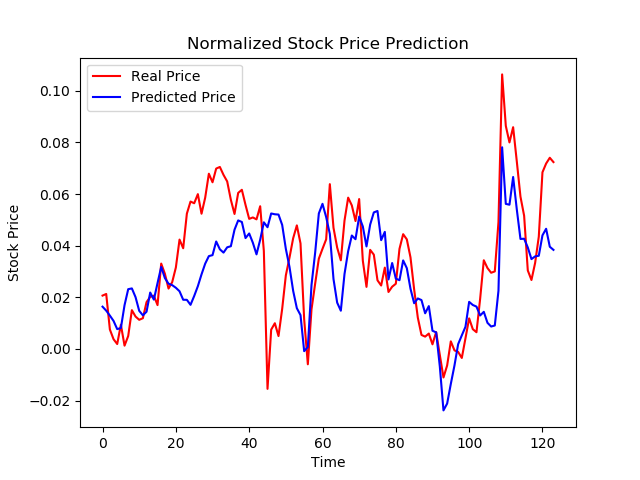 Normalized Stock Price Prediction
Real Price
Predicted Price
Stock Price
0.10
0.08
0.06
0.04
0.02
0.00
−0.02
0 20 40 60 80 100 120
Time